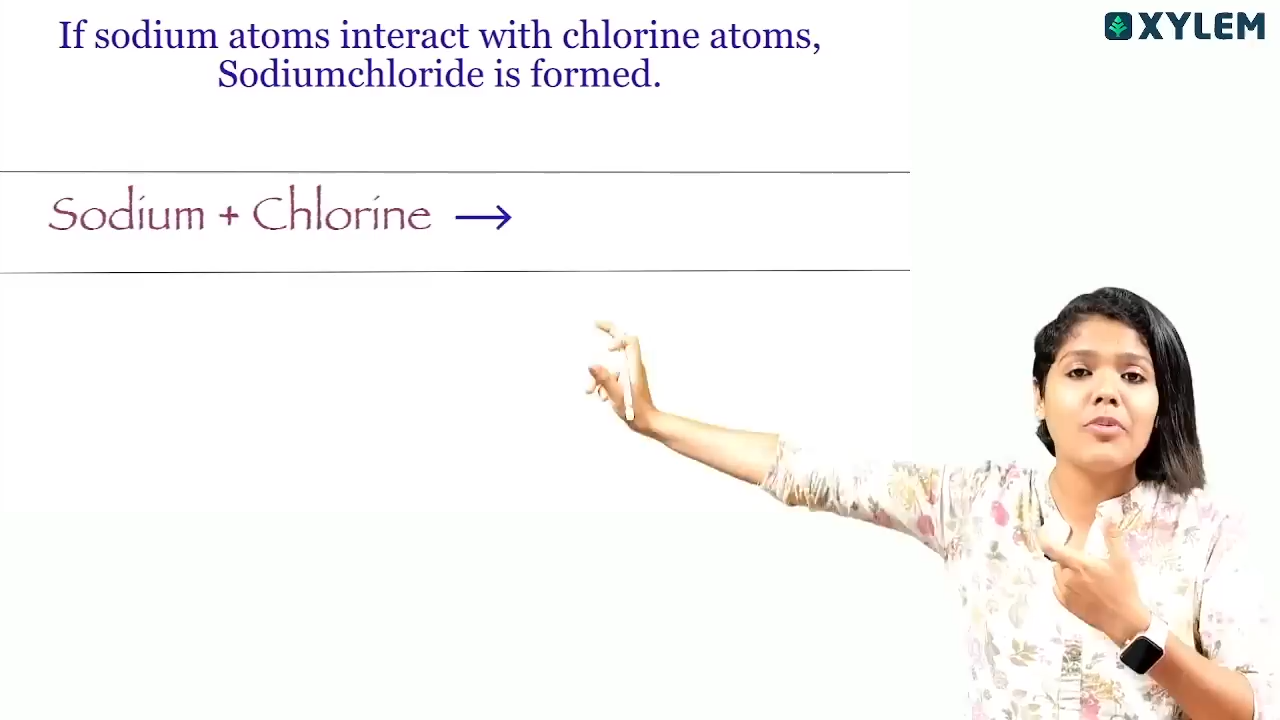 If sodium atoms interact with chlorine atoms,
Sodiumchloride is formed.
XYLEM
Sodium + Chlorine →